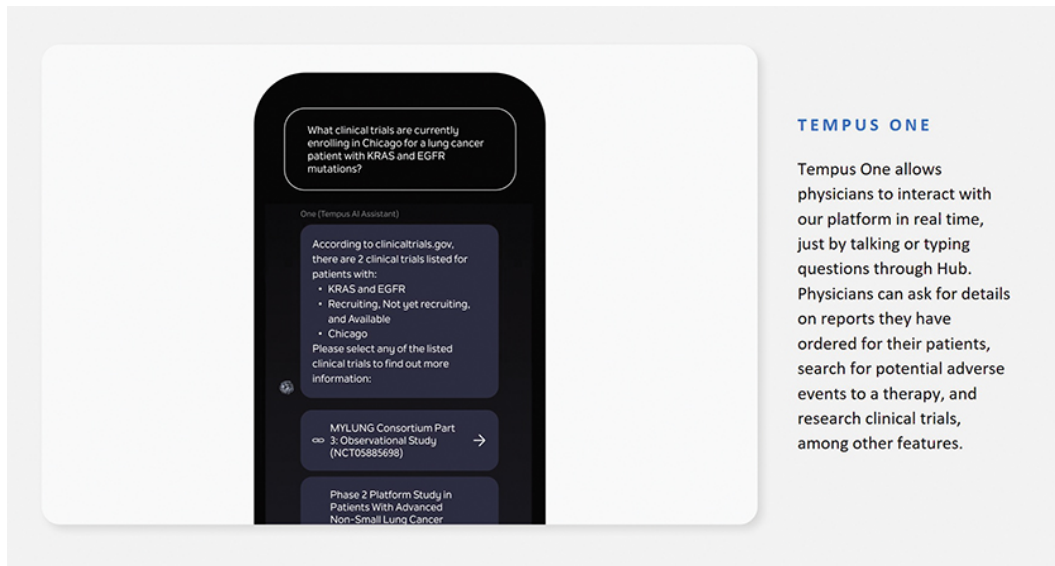 What clinical trials are currently
enrolling in Chicago for a lung cancer
patient with KRAS and EGFR
mutations?
One (Tempus AI Assistant)
According to clinicaltrials.gov,
there are 2 clinical trials listed for
patients with:
• KRAS and EGFR
• Recruiting, Not yet recruiting,
and Available
• Chicago
Please select any of the listed
clinical trials to find out more
information:
MYLUNG Consortium Part
3: Observational Study
(NCT05885698)
Phase 2 Platform Study in
Patients With Advanced
Non-Small Lung Cancer
TEMPUS ONE
Tempus One allows
physicians to interact with
our platform in real time,
just by talking or typing
questions through Hub.
Physicians can ask for details
on reports they have
ordered for their patients,
search for potential adverse
events to a therapy, and
research clinical trials,
among other features.